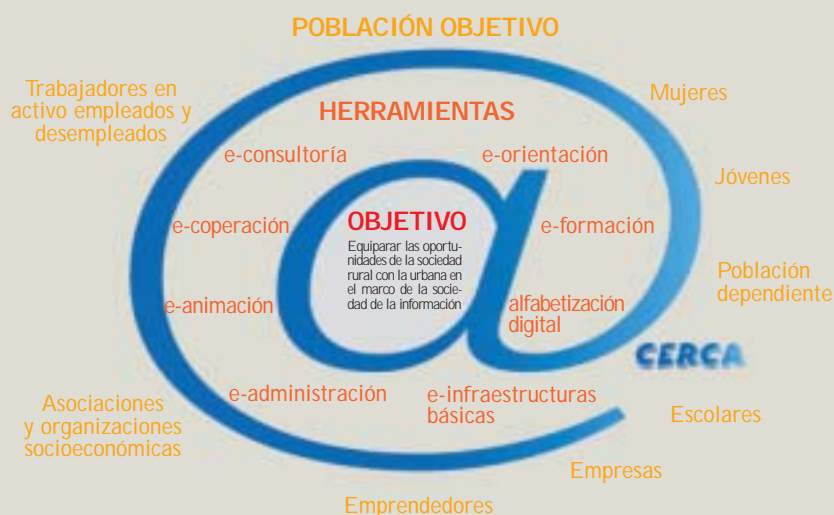 POBLACIÓN OBJETIVO
Trabajadores en
activo empleados y
desempleados
Mujeres
HERRAMIENTAS
e-consultoría
e-orientación
Jóvenes
e-coperación
OBJETIVO
Equiparar las oportu-
nidades de la sociedad
rural con la urbana en
el marco de la socie-
dad de la información
e-formación
Población
dependiente
e-animación
alfabetización
digital
@CERCA
e-administración
e-infraestructuras
básicas
Asociaciones
y organizaciones
socioeconómicas
Escolares
Empresas
Emprendedores